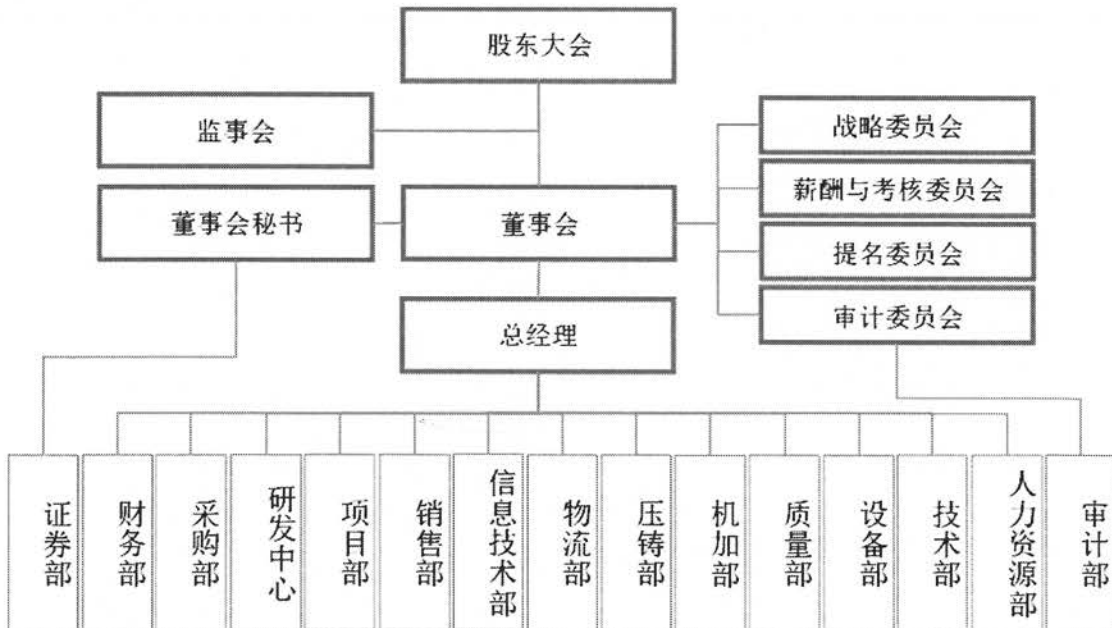 股东大会
监事会
战略委员会
薪酬与考核委员会
董事会秘书
董事会
提名委员会
总经理
审计委员会
证券部
财务部
采购部
研发中心
项目部
销售部
信息技术部
物流部
压铸部
机加部
质量部
设备部
技术部
人力资源部
审计部